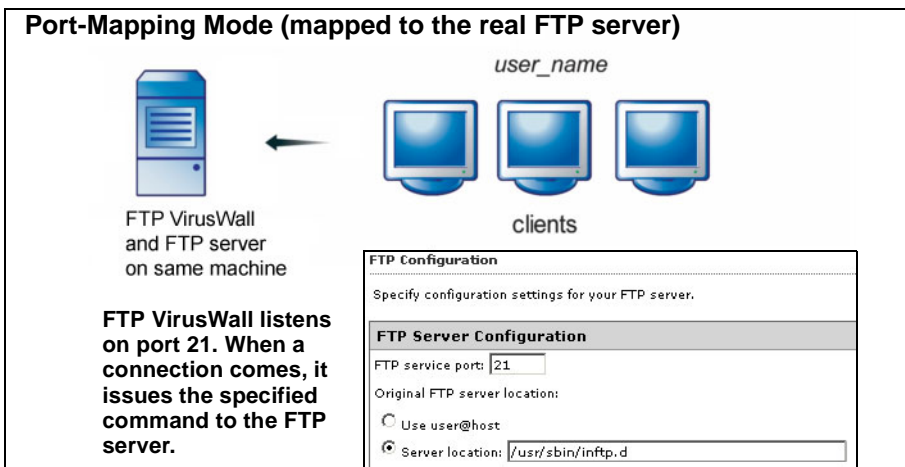 Port-Mapping Mode (mapped to the real FTP server)
user_name
FTP VirusWall
and FTP server
on same machine
clients
FTP VirusWall listens
on port 21. When a
connection comes, it
issues the specified
command to the FTP
server.
FTP Configuration
Specify configuration settings for your FTP server.
FTP Server Configuration
FTP service port: 21
Original FTP server location:
Use user@host
Server location: /usr/sbin/inftp.d